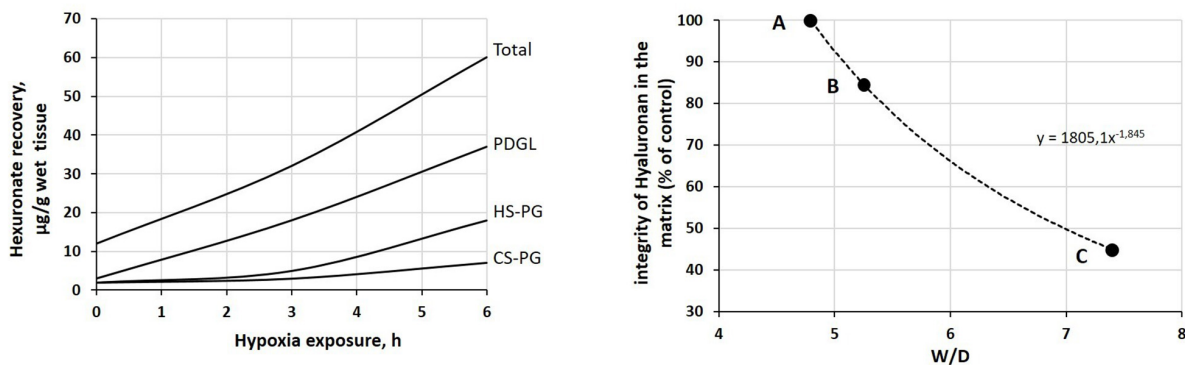 Hexuronate recovery,
µg/g wet tissue
70
60
50
40
30
20
10
0
0 1 2 3 4 5 6
Hypoxia exposure, h
Total
PDGL
HS-PG
CS-PG
integrity of Hyaluronan in the
matrix (% of control)
100
90
80
70
60
50
40
30
4 5 6 7 8
W/D
A
B
C
y = 1805,1x-1,845